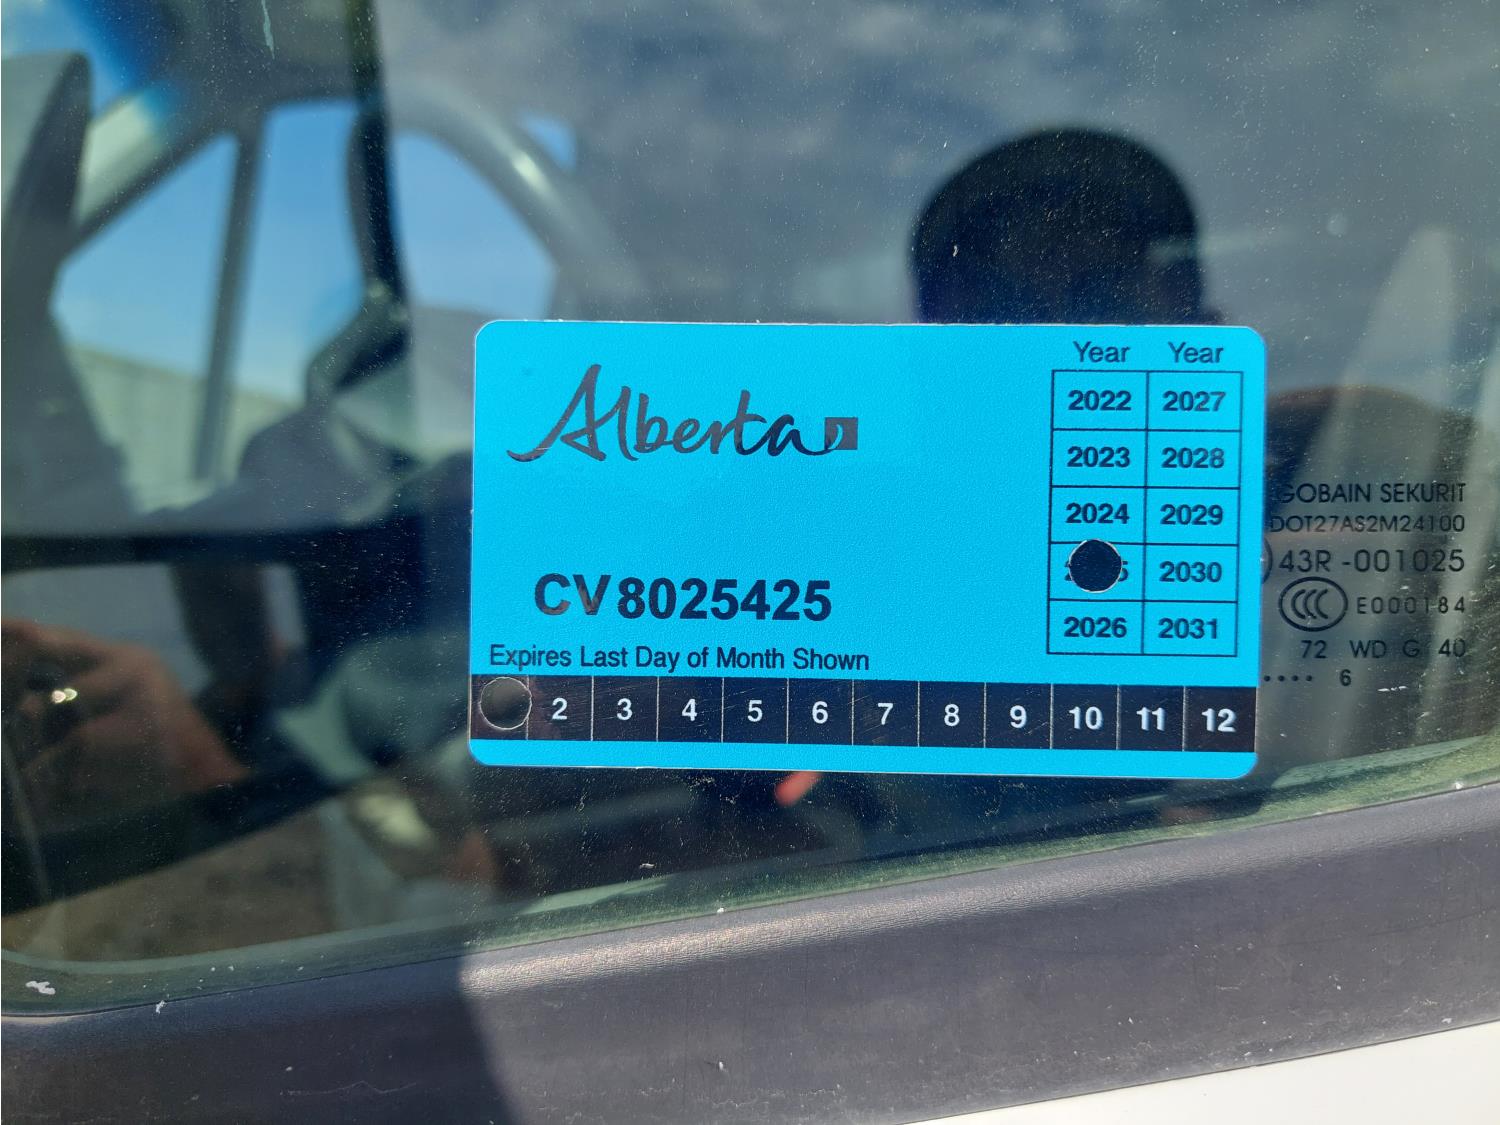 Alberta
Year Year
2022 2027
2023 2028
2024 2029
2030
2026 2031
CV8025425
Expires Last Day of Month Shown
2 3 4 5 6 7 8 9 10 11 12
GOBAIN SEKURIT
DOT27AS2M24100
43R -001025
CCC E000184
72 WD G 40
.... 6